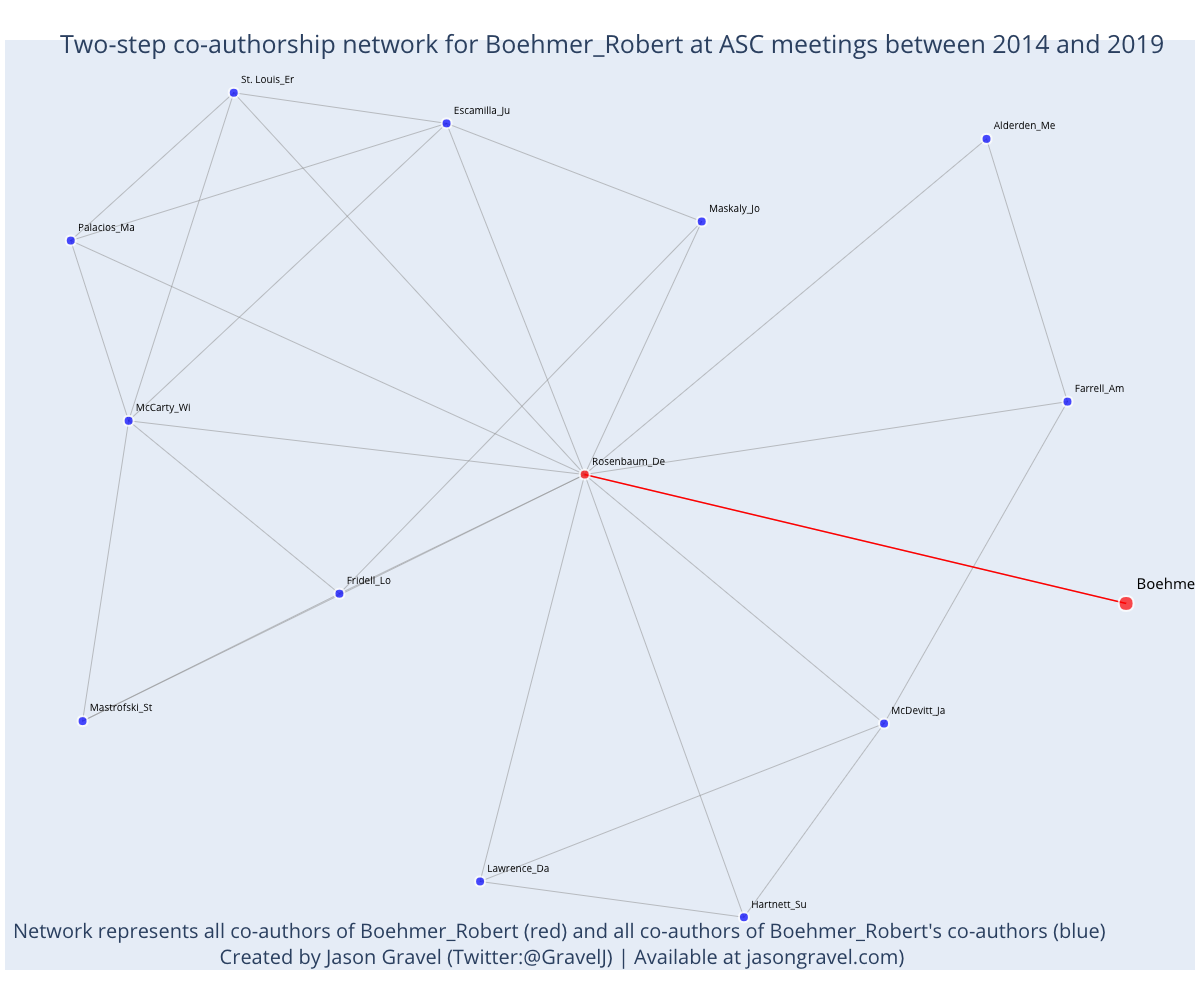 Two-step co-authorship network for Boehmer_Robert at ASC meetings between 2014 and 2019
St. Louis_Er
Escamilla_Ju
Alderden_Me
Maskaly_Jo
Palacios_Ma
Farrell_Am
McCarty_Wi
Rosenbaum_De
Fridell_Lo
Boehme
Mastrofski_St
McDevitt_Ja
Lawrence_Da
Hartnett_Su
Network represents all co-authors of Boehmer_Robert (red) and all co-authors of Boehmer_Robert's co-authors (blue)
Created by Jason Gravel (Twitter:@GravelJ) | Available at jasongravel.com)